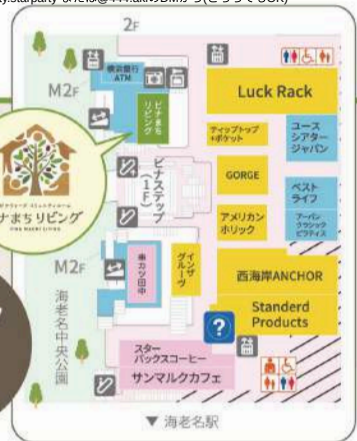 2F
横浜銀行
ATM
M2F
ビナまち
リビング
Luck Rack
ティップトップ
+ポケット
ユース
シアター
ジャパン
ビナステップ
(1F)
GORGE
ベスト
ライフ
ナまちリビング
VINA MACHI LIVING
アメリカン
ホリック
アーバン
クラシック
ピラティス
M2F
串カツ田中
インザ
グルーヴ
西海岸ANCHOR
Standerd
Products
海老名中央公園
?
スター
バックスコーヒー
サンマルクカフェ
▼ 海老名駅